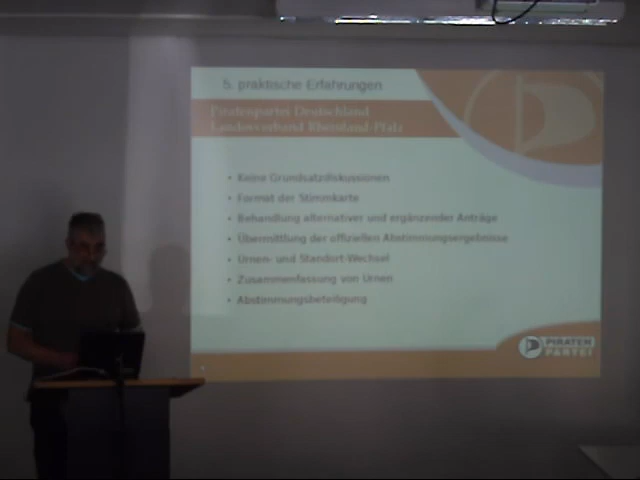 5. praktische Erfahrungen
Piratenpartei Deutschland
Landesverband Rheinland-Pfalz
• Keine Grundsatzdiskussionen
• Format der Stimmkarte
• Behandlung alternativer und ergänzender Anträge
• Übermittlung der offiziellen Abstimmungsergebnisse
• Urnen- und Standort-Wechsel
• Zusammenfassung von Urnen
• Abstimmungsbeteiligung
PIRATEN
PARTEI